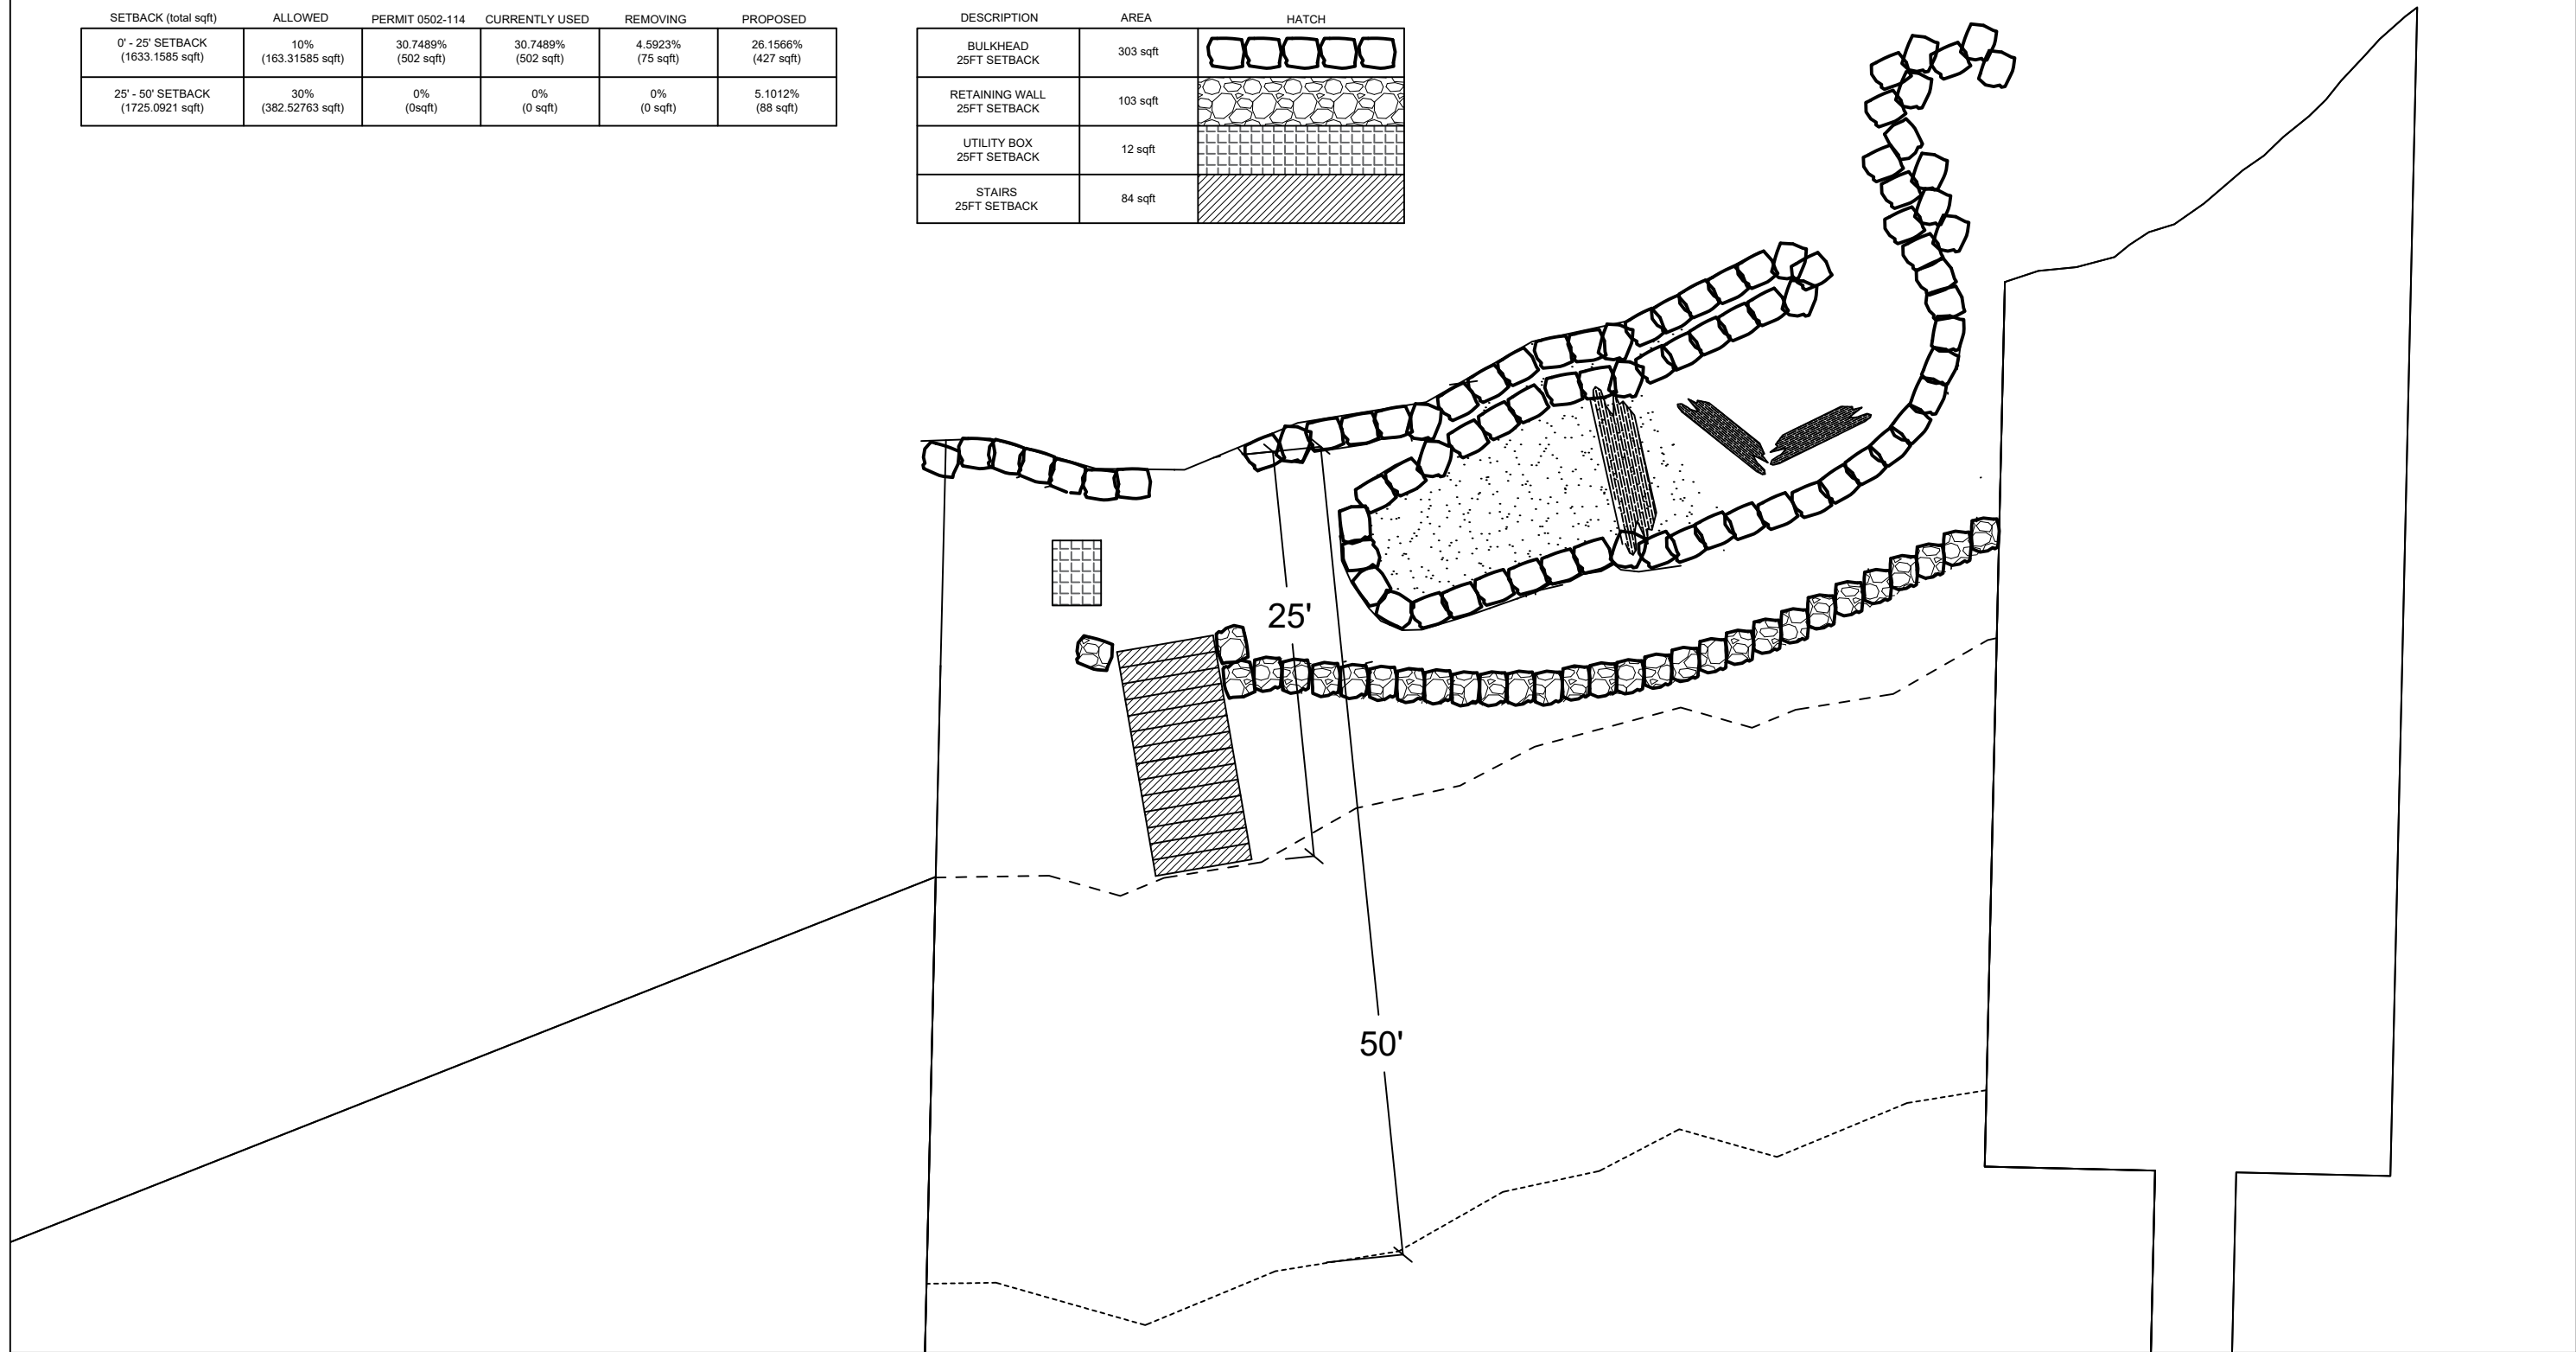 SETBACK (total sqft) ALLOWED PERMIT 0502-114 CURRENTLY USED REMOVING PROPOSED
0' - 25' SETBACK 10% 30.7489% 30.7489% 4.5923% 26.1566%
(1633.1585 sqft) (163.31585 sqft) (502 sqft) (502 sqft) (75 sqft) (427 sqft)
25' - 50' SETBACK 30% 0% 0% 0% 5.1012%
(1725.0921 sqft) (382.52763 sqft) (0sqft) (0 sqft) (0 sqft) (88 sqft)
DESCRIPTION AREA HATCH
BULKHEAD
25FT SETBACK 303 sqft
RETAINING WALL
25FT SETBACK 103 sqft
UTILITY BOX
25FT SETBACK 12 sqft
STAIRS
25FT SETBACK 84 sqft
25'
50'